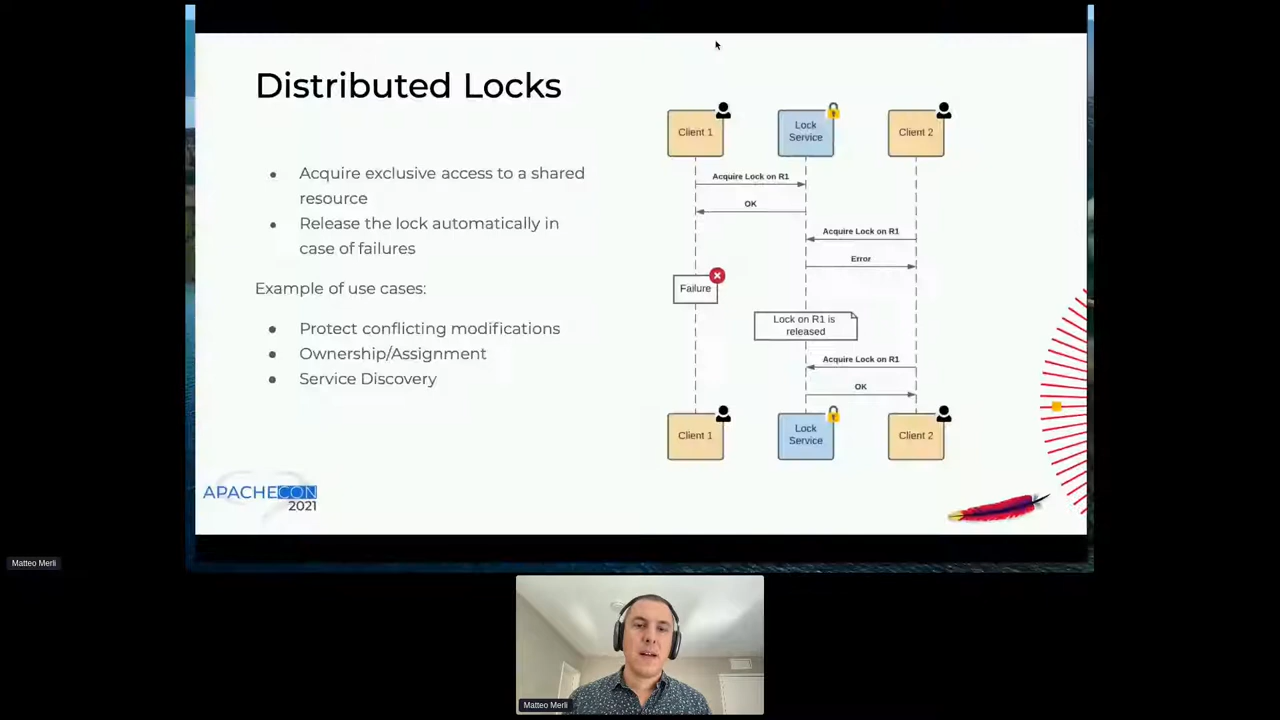 Distributed Locks
Acquire exclusive access to a shared
resource
Release the lock automatically in
case of failures
Example of use cases:
Protect conflicting modifications
Ownership/Assignment
Service Discovery
Client 1
Lock
Service
Client 2
Acquire Lock on R1
OK
Acquire Lock on R1
Error
Failure
Lock on R1 is
released
Acquire Lock on R1
OK
Client 1
Lock
Service
Client 2
APACHECON
2021
Matteo Merli
Matteo Merli